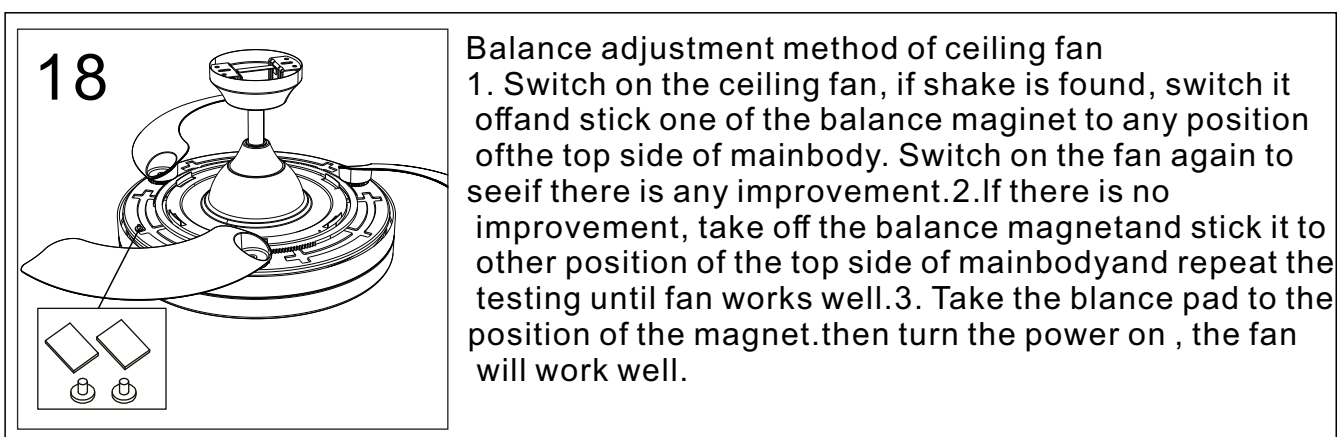 18
Balance adjustment method of ceiling fan
1. Switch on the ceiling fan, if shake is found, switch it
offand stick one of the balance maginet to any position
ofthe top side of mainbody. Switch on the fan again to
seeif there is any improvement.2.If there is no
improvement, take off the balance magnetand stick it to
other position of the top side of mainbodyand repeat the
testing until fan works well.3. Take the blance pad to the
position of the magnet.then turn the power on , the fan
will work well.